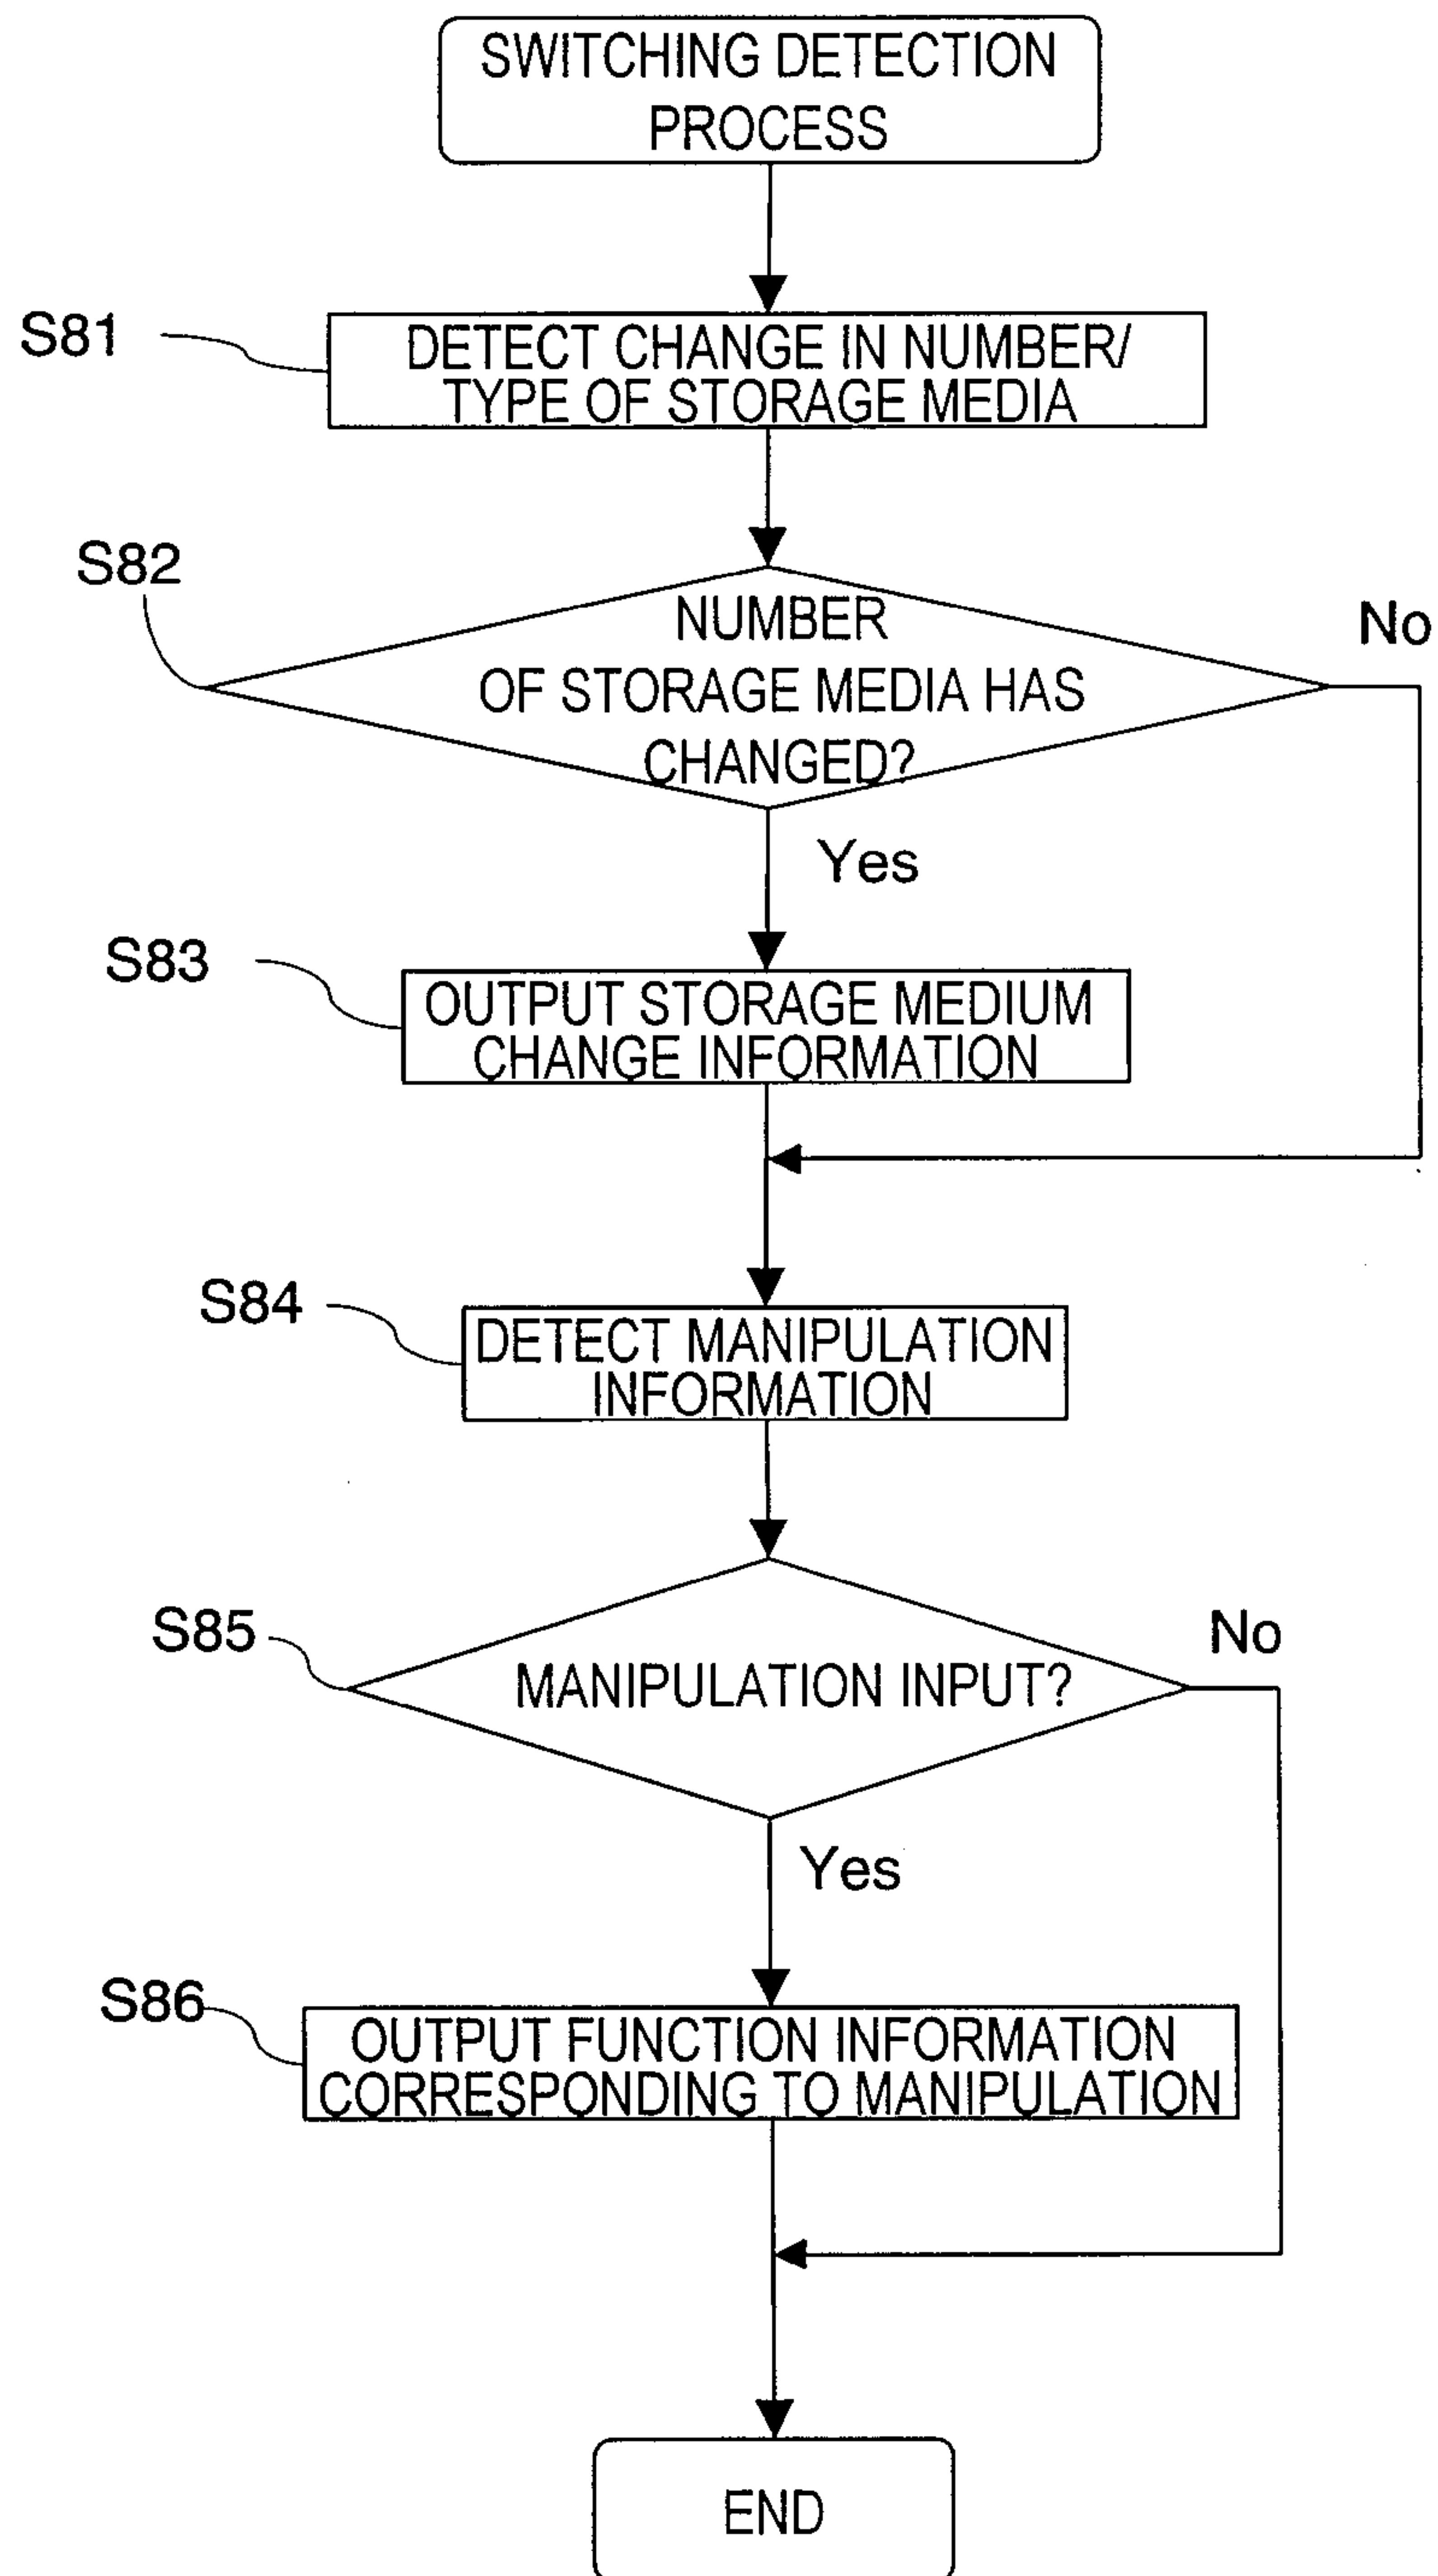 SWITCHING DETECTION
PROCESS
S81
DETECT CHANGE IN NUMBER/
TYPE OF STORAGE MEDIA
S82
NUMBER
OF STORAGE MEDIA HAS
CHANGED?
No
Yes
S83
OUTPUT STORAGE MEDIUM
CHANGE INFORMATION
S84
DETECT MANIPULATION
INFORMATION
S85
MANIPULATION INPUT?
No
Yes
S86
OUTPUT FUNCTION INFORMATION
CORRESPONDING TO MANIPULATION
END